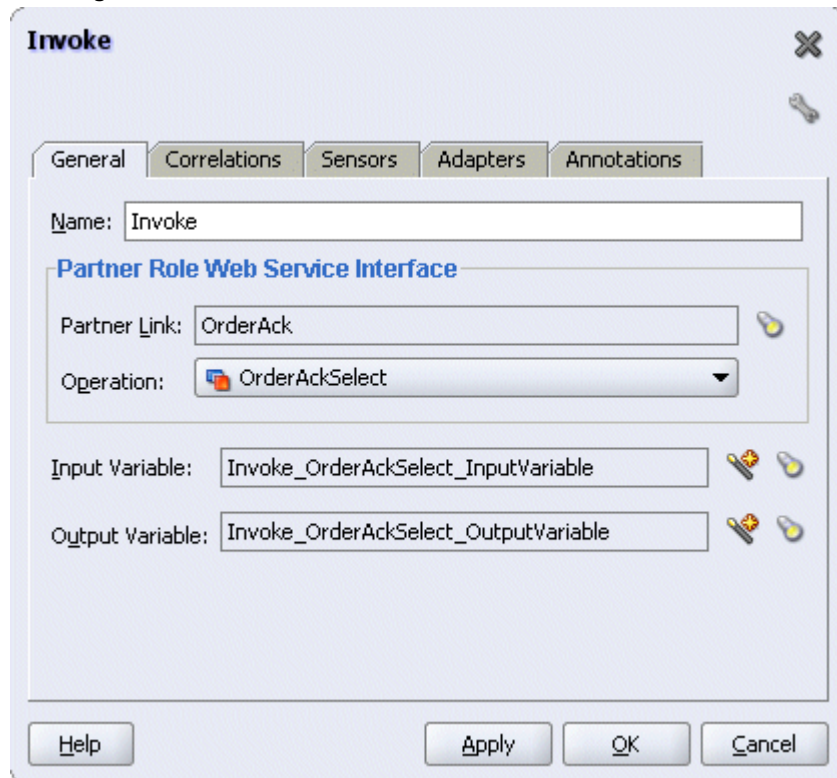 Invoke
General Correlations Sensors Adapters Annotations
Name: Invoke
Partner Role Web Service Interface
Partner Link: OrderAck
Operation: OrderAckSelect
Input Variable: Invoke_OrderAckSelect_InputVariable
Output Variable: Invoke_OrderAckSelect_OutputVariable
Help Apply OK Cancel